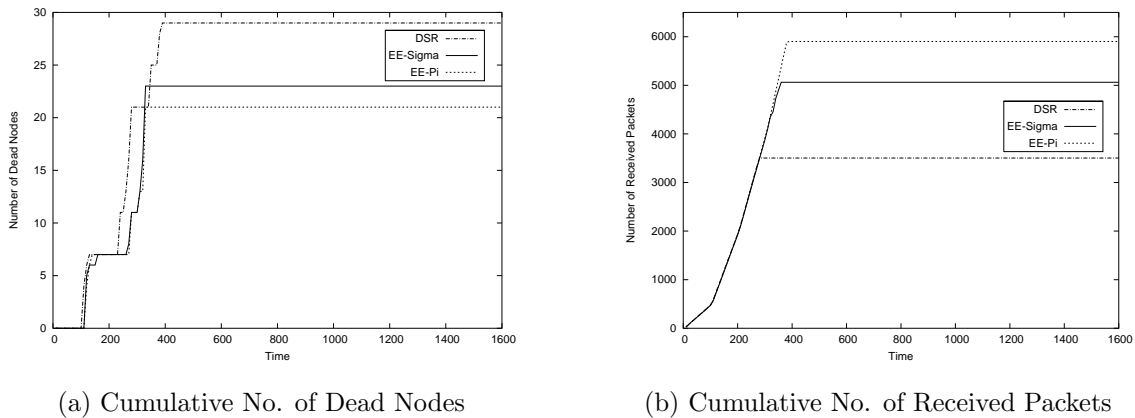 30
25
20
15
10
5
0
Number of Dead Nodes
DSR
EE-Sigma
EE-Pi
0 200 400 600 800 1000 1200 1400 1600
Time
(a) Cumulative No. of Dead Nodes
6000
5000
4000
3000
2000
1000
0
Number of Received Packets
DSR
EE-Sigma
EE-Pi
0 200 400 600 800 1000 1200 1400 1600
Time
(b) Cumulative No. of Received Packets